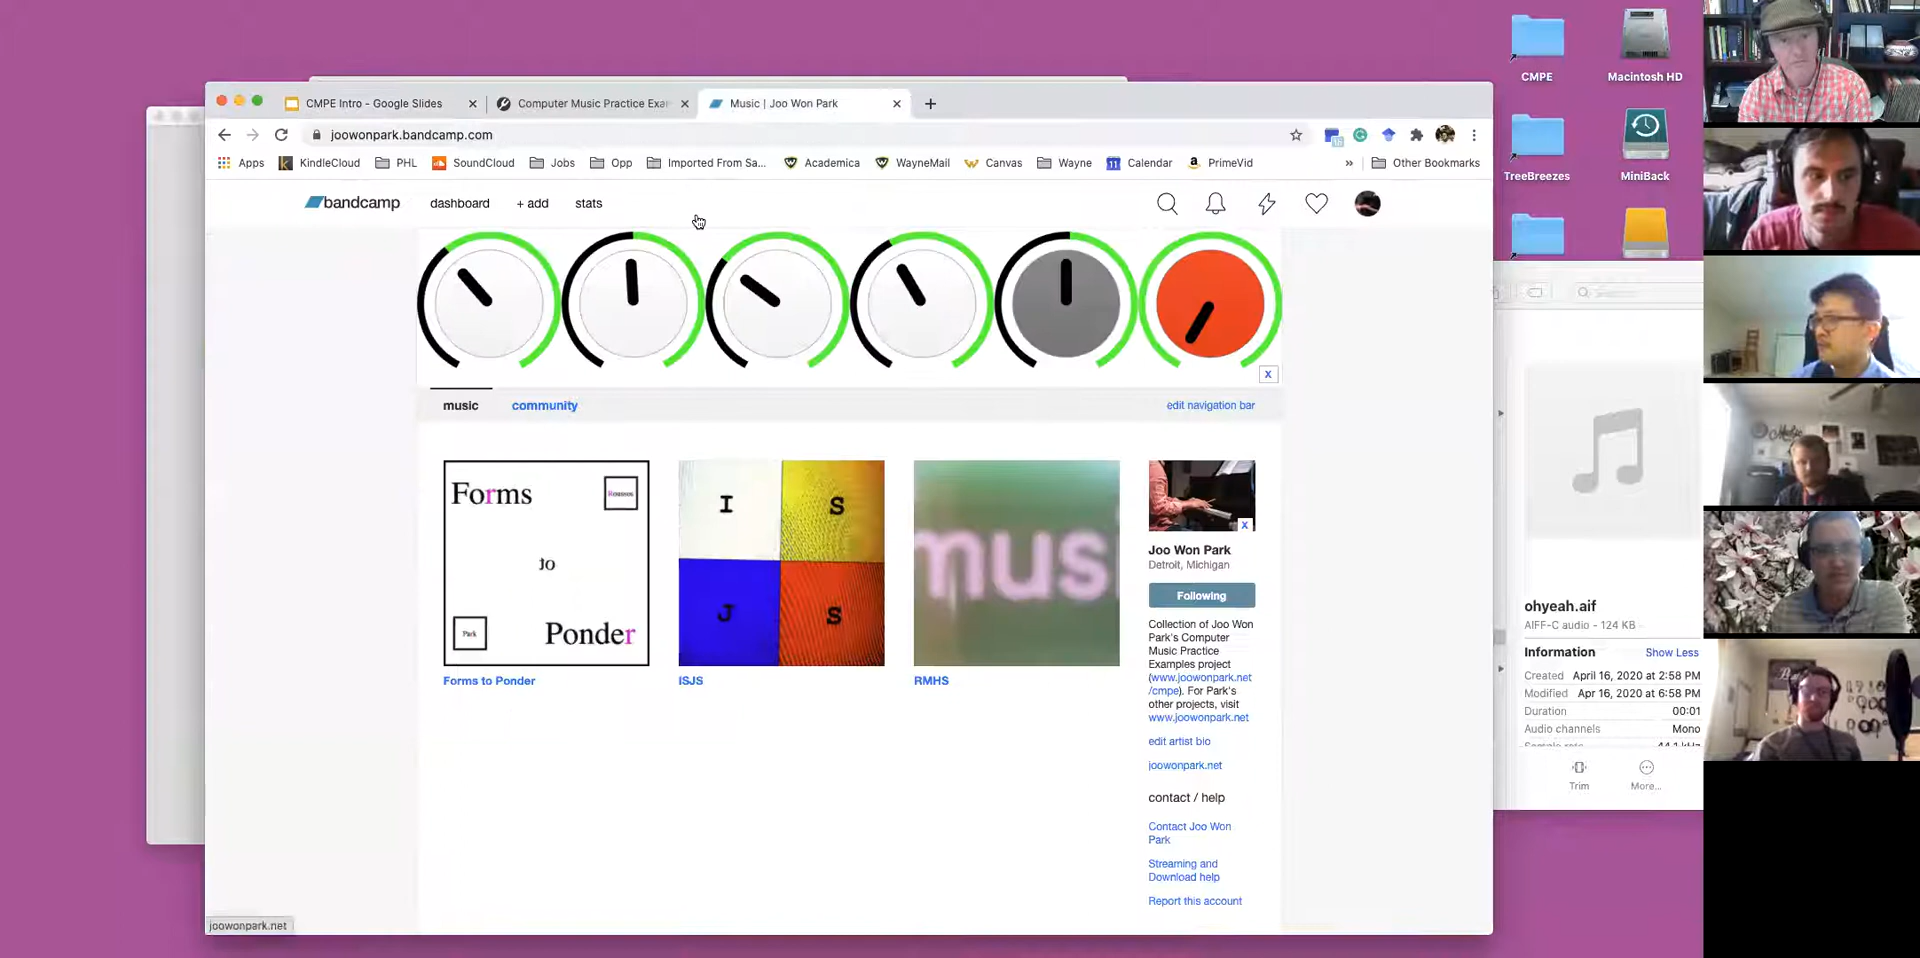 CMPE Intro - Google Slides
Computer Music Practice Exa
Music | Joo Won Park
joowonpark.bandcamp.com
Apps
KindleCloud
PHL
SoundCloud
Jobs
Opp
Imported From Sa...
Academica
WayneMail
Canvas
Wayne
Calendar
PrimeVid
»
Other Bookmarks
bandcamp
dashboard
+ add
stats
X
music
community
edit navigation bar
Forms
to
Park
Ponder
Forms to Ponder
I S
J S
ISJS
musi
RMHS
X
Joo Won Park
Detroit, Michigan
Following
Collection of Joo Won
Park's Computer
Music Practice
Examples project
(www.joowonpark.net
/cmpe). For Park's
other projects, visit
www.joowonpark.net
edit artist bio
joowonpark.net
contact / help
Contact Joo Won
Park
Streaming and
Download help
Report this account
joowonpark.net
CMPE
Macintosh HD
TreeBreezes
MiniBack
ohyeah.aif
AIFF-C audio - 124 KB
Information
Show Less
Created April 16, 2020 at 2:58 PM
Modified Apr 16, 2020 at 6:58 PM
Duration 00:01
Audio channels Mono
Sample rate 44.1 kHz
Trim
More...